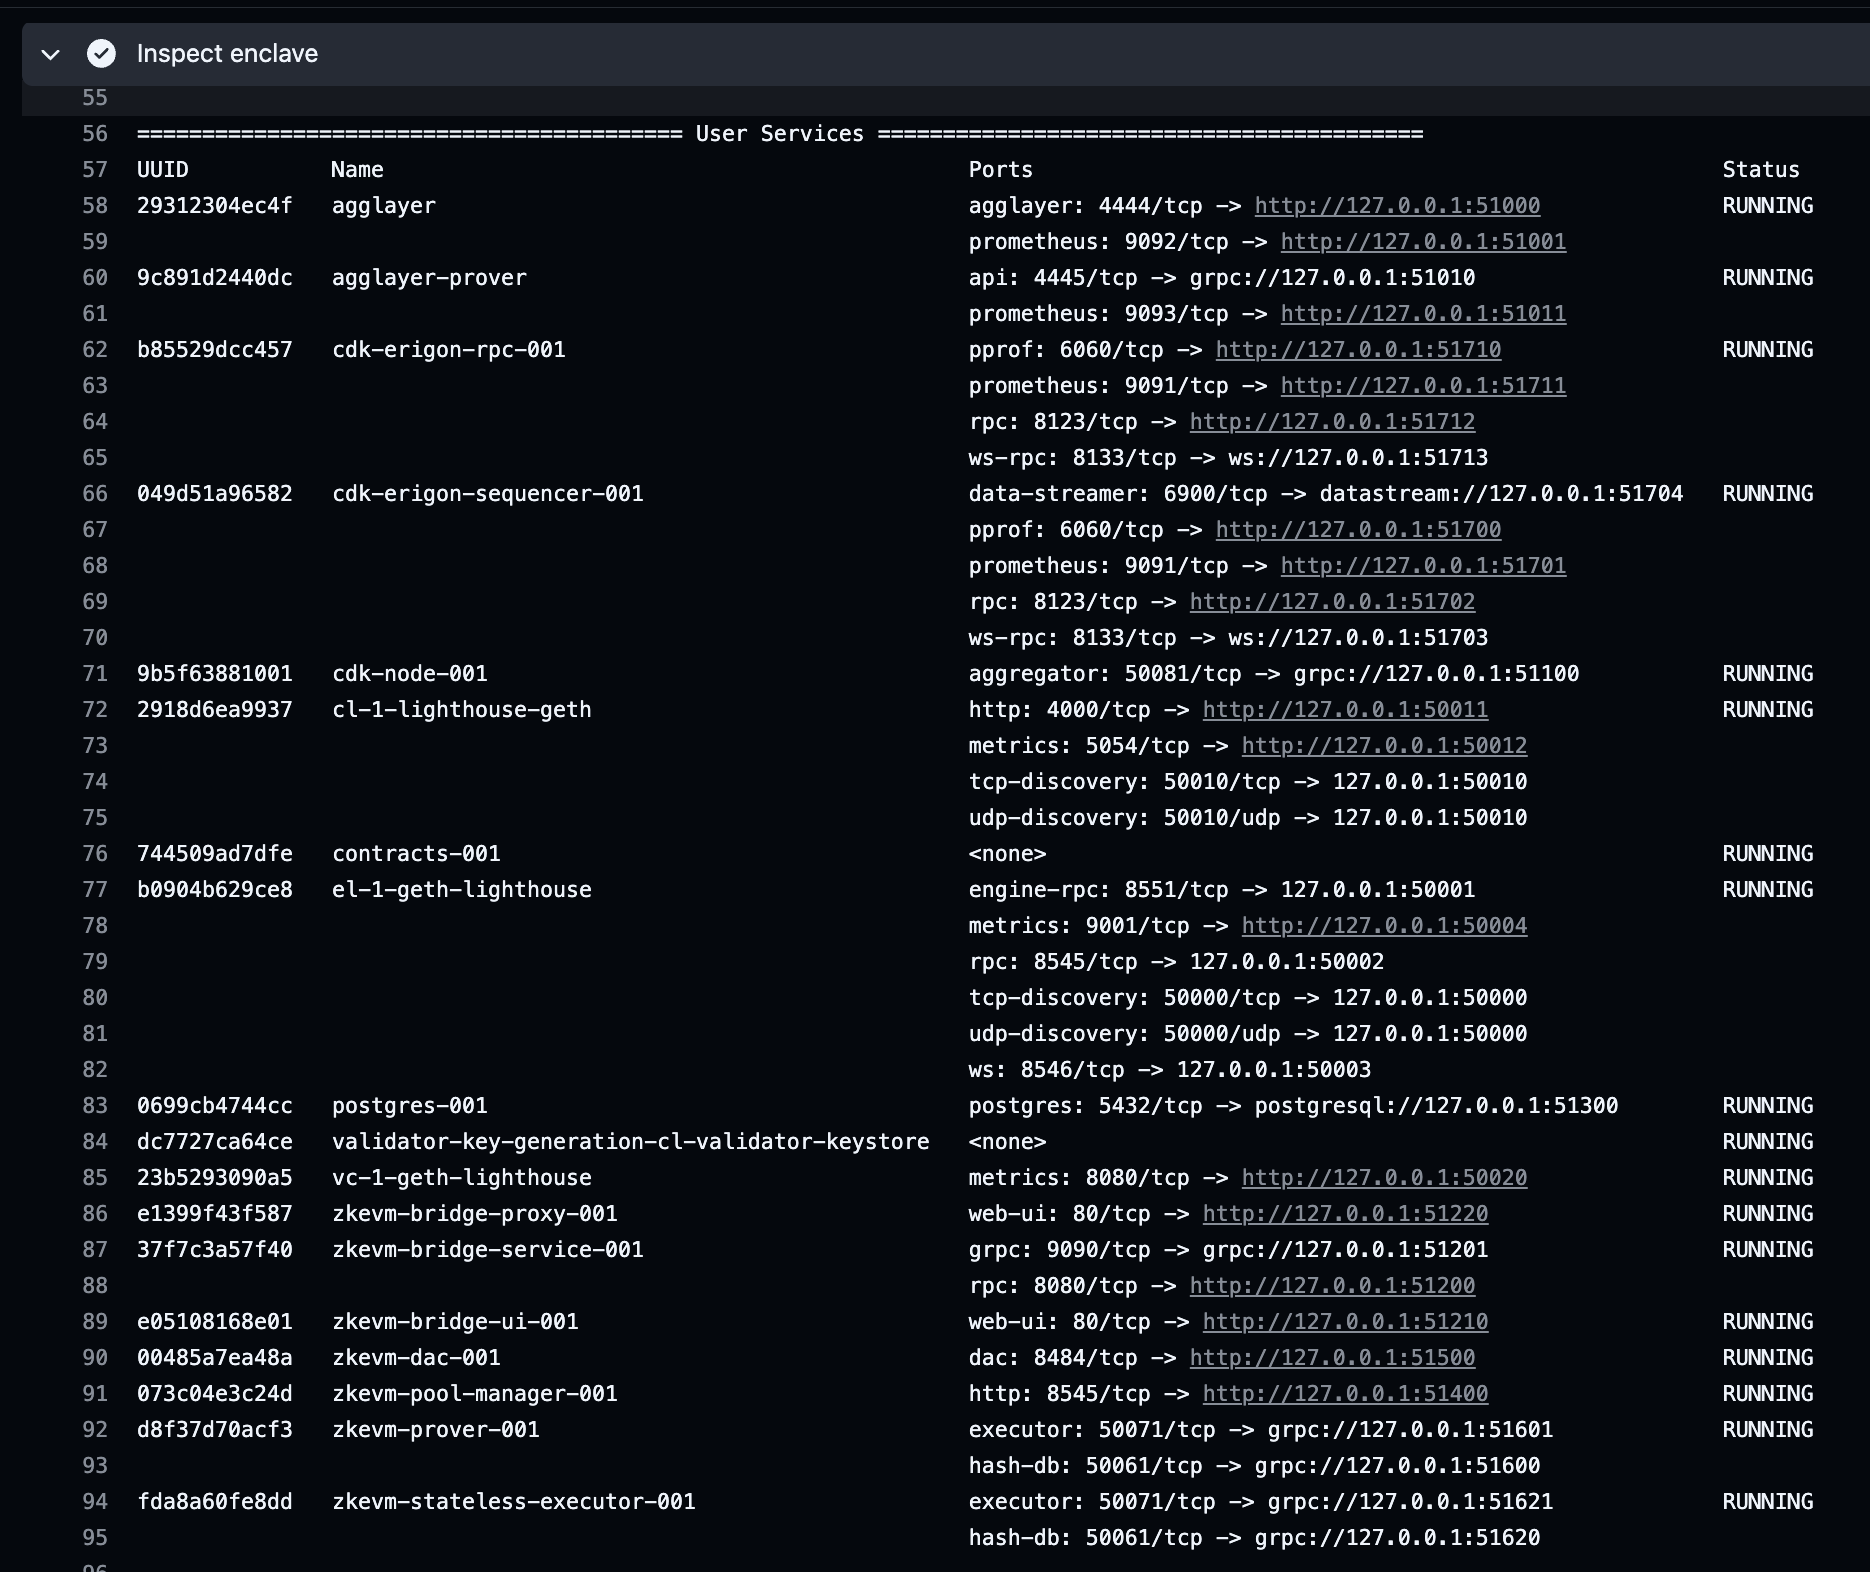 Inspect enclave
55
56 ========================================== User Services ==========================================
57 UUID Name Ports Status
58 29312304ec4f agglayer agglayer: 4444/tcp -> http://127.0.0.1:51000 RUNNING
59 prometheus: 9092/tcp -> http://127.0.0.1:51001
60 9c891d2440dc agglayer-prover api: 4445/tcp -> grpc://127.0.0.1:51010 RUNNING
61 prometheus: 9093/tcp -> http://127.0.0.1:51011
62 b85529dcc457 cdk-erigon-rpc-001 pprof: 6060/tcp -> http://127.0.0.1:51710 RUNNING
63 prometheus: 9091/tcp -> http://127.0.0.1:51711
64 rpc: 8123/tcp -> http://127.0.0.1:51712
65 ws-rpc: 8133/tcp -> ws://127.0.0.1:51713
66 049d51a96582 cdk-erigon-sequencer-001 data-streamer: 6900/tcp -> datastream://127.0.0.1:51704 RUNNING
67 pprof: 6060/tcp -> http://127.0.0.1:51700
68 prometheus: 9091/tcp -> http://127.0.0.1:51701
69 rpc: 8123/tcp -> http://127.0.0.1:51702
70 ws-rpc: 8133/tcp -> ws://127.0.0.1:51703
71 9b5f63881001 cdk-node-001 aggregator: 50081/tcp -> grpc://127.0.0.1:51100 RUNNING
72 2918d6ea9937 cl-1-lighthouse-geth http: 4000/tcp -> http://127.0.0.1:50011 RUNNING
73 metrics: 5054/tcp -> http://127.0.0.1:50012
74 tcp-discovery: 50010/tcp -> 127.0.0.1:50010
75 udp-discovery: 50010/udp -> 127.0.0.1:50010
76 744509ad7dfe contracts-001 <none> RUNNING
77 b0904b629ce8 el-1-geth-lighthouse engine-rpc: 8551/tcp -> 127.0.0.1:50001 RUNNING
78 metrics: 9001/tcp -> http://127.0.0.1:50004
79 rpc: 8545/tcp -> 127.0.0.1:50002
80 tcp-discovery: 50000/tcp -> 127.0.0.1:50000
81 udp-discovery: 50000/udp -> 127.0.0.1:50000
82 ws: 8546/tcp -> 127.0.0.1:50003
83 0699cb4744cc postgres-001 postgres: 5432/tcp -> postgresql://127.0.0.1:51300 RUNNING
84 dc7727ca64ce validator-key-generation-cl-validator-keystore <none> RUNNING
85 23b5293090a5 vc-1-geth-lighthouse metrics: 8080/tcp -> http://127.0.0.1:50020 RUNNING
86 e1399f43f587 zkevm-bridge-proxy-001 web-ui: 80/tcp -> http://127.0.0.1:51220 RUNNING
87 37f7c3a57f40 zkevm-bridge-service-001 grpc: 9090/tcp -> grpc://127.0.0.1:51201 RUNNING
88 rpc: 8080/tcp -> http://127.0.0.1:51200
89 e05108168e01 zkevm-bridge-ui-001 web-ui: 80/tcp -> http://127.0.0.1:51210 RUNNING
90 00485a7ea48a zkevm-dac-001 dac: 8484/tcp -> http://127.0.0.1:51500 RUNNING
91 073c04e3c24d zkevm-pool-manager-001 http: 8545/tcp -> http://127.0.0.1:51400 RUNNING
92 d8f37d70acf3 zkevm-prover-001 executor: 50071/tcp -> grpc://127.0.0.1:51601 RUNNING
93 hash-db: 50061/tcp -> grpc://127.0.0.1:51600
94 fda8a60fe8dd zkevm-stateless-executor-001 executor: 50071/tcp -> grpc://127.0.0.1:51621 RUNNING
95 hash-db: 50061/tcp -> grpc://127.0.0.1:51620
96